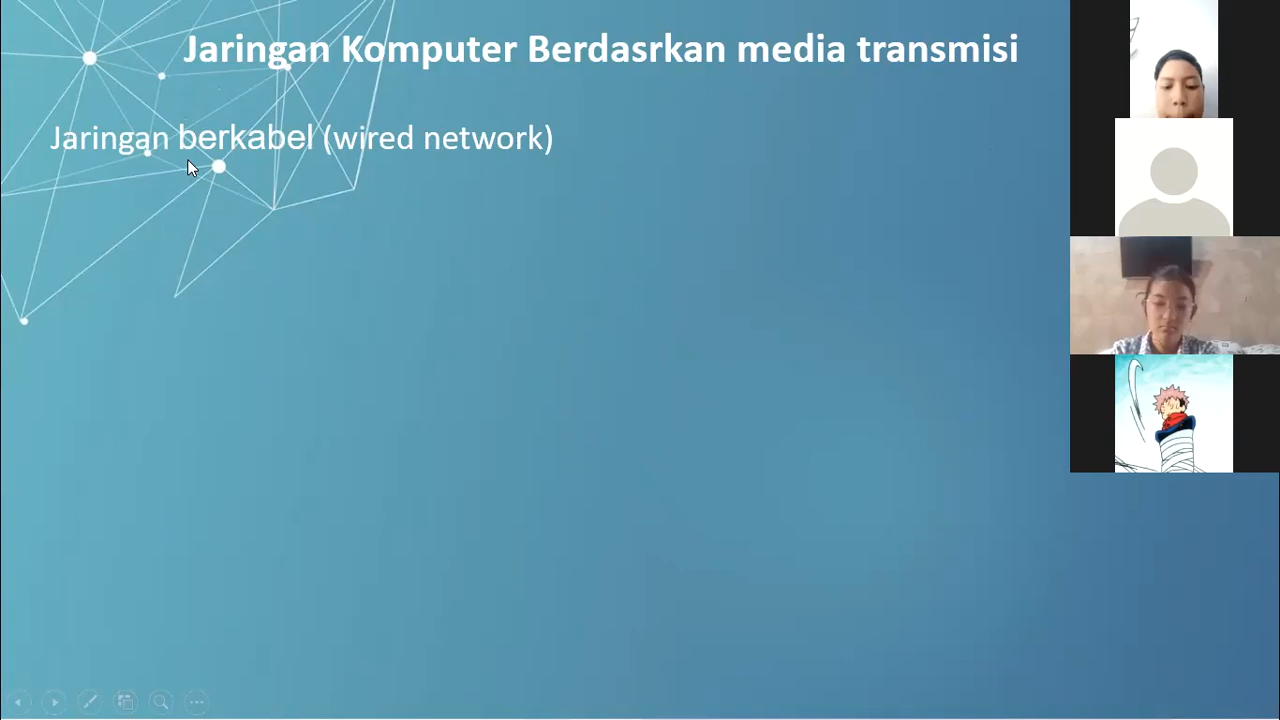 Jaringan Komputer Berdasrkan media transmisi
Jaringan berkabel (wired network)